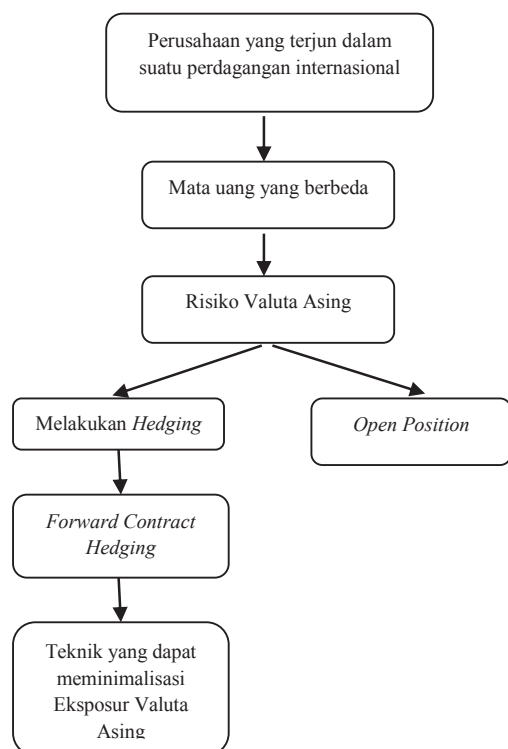 Perusahaan yang terjun dalam
suatu perdagangan internasional
Mata uang yang berbeda
Risiko Valuta Asing
Melakukan Hedging
Open Position
Forward Contract
Hedging
Teknik yang dapat
meminimalisasi
Eksposur Valuta
Asing